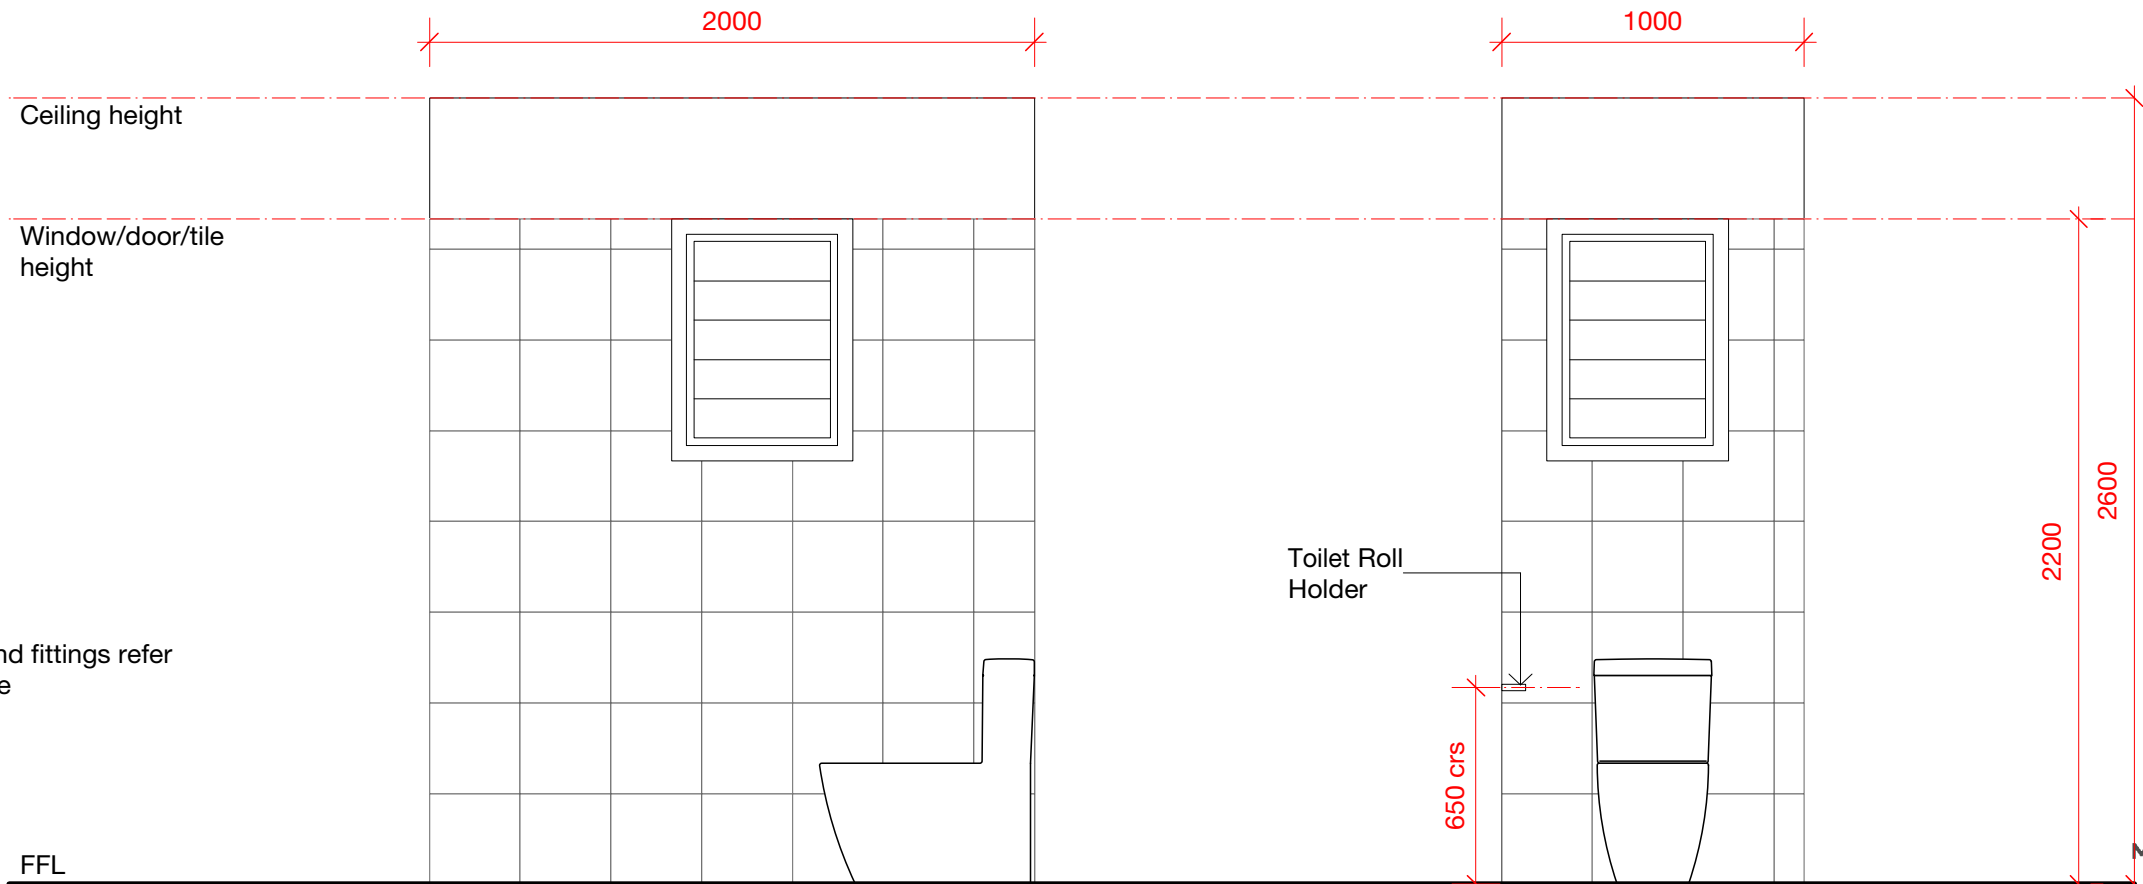 2000
1000
Ceiling height
Window/door/tile
height
2600
2200
Toilet Roll
Holder
nd fittings refer
e
650 crs
FFL